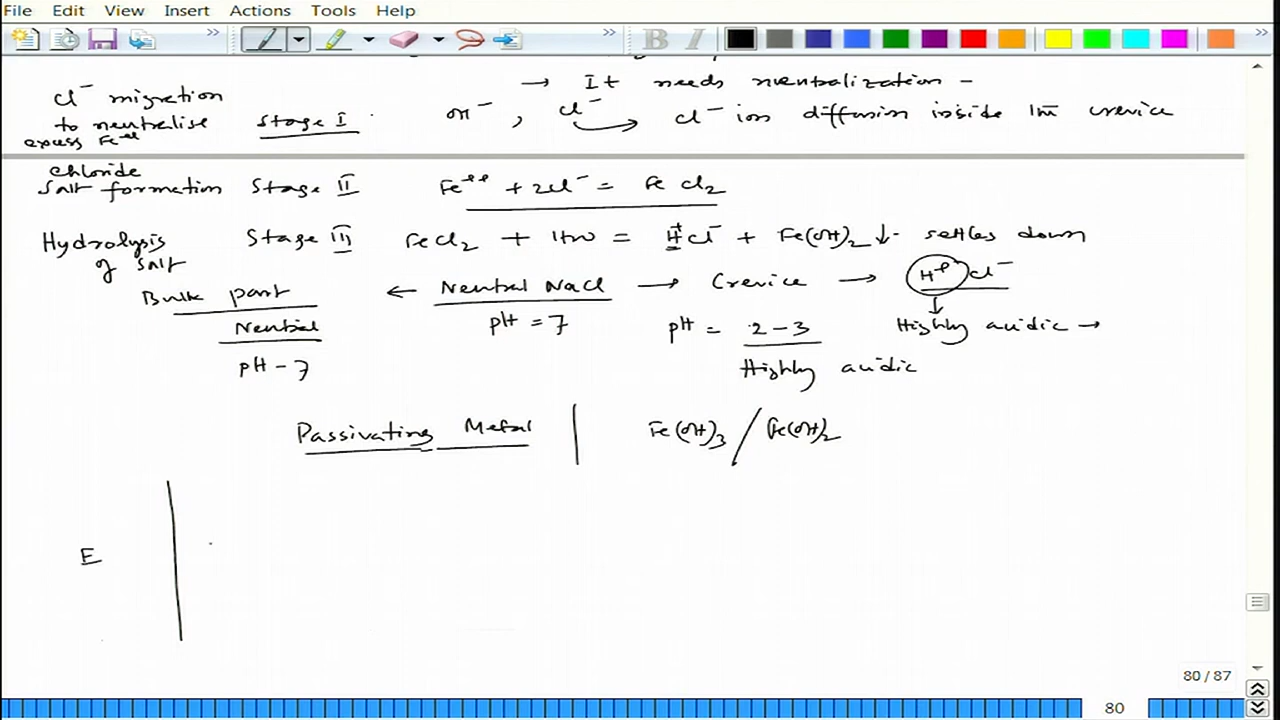 File Edit View Insert Actions Tools Help
→ It needs neutralization -
Cl⁻ migration
to neutralise Stage I OH⁻, Cl⁻ → Cl⁻ ion diffusion inside the crevice
excess Fe⁺⁺
chloride
salt formation Stage II Fe⁺⁺ + 2Cl⁻ = FeCl₂
Hydrolysis Stage III FeCl₂ + H₂O = H⁺Cl⁻ + Fe(OH)₂ ↓ - settles down
of salt
Bulk part ← Neutral NaCl → Crevice → H⁺Cl⁻
Neutral pH = 7 pH = 2-3 Highly acidic →
pH - 7 Highly acidic
Passivating Metal | Fe(OH)₃ / Fe(OH)₂
E
80 / 87
80